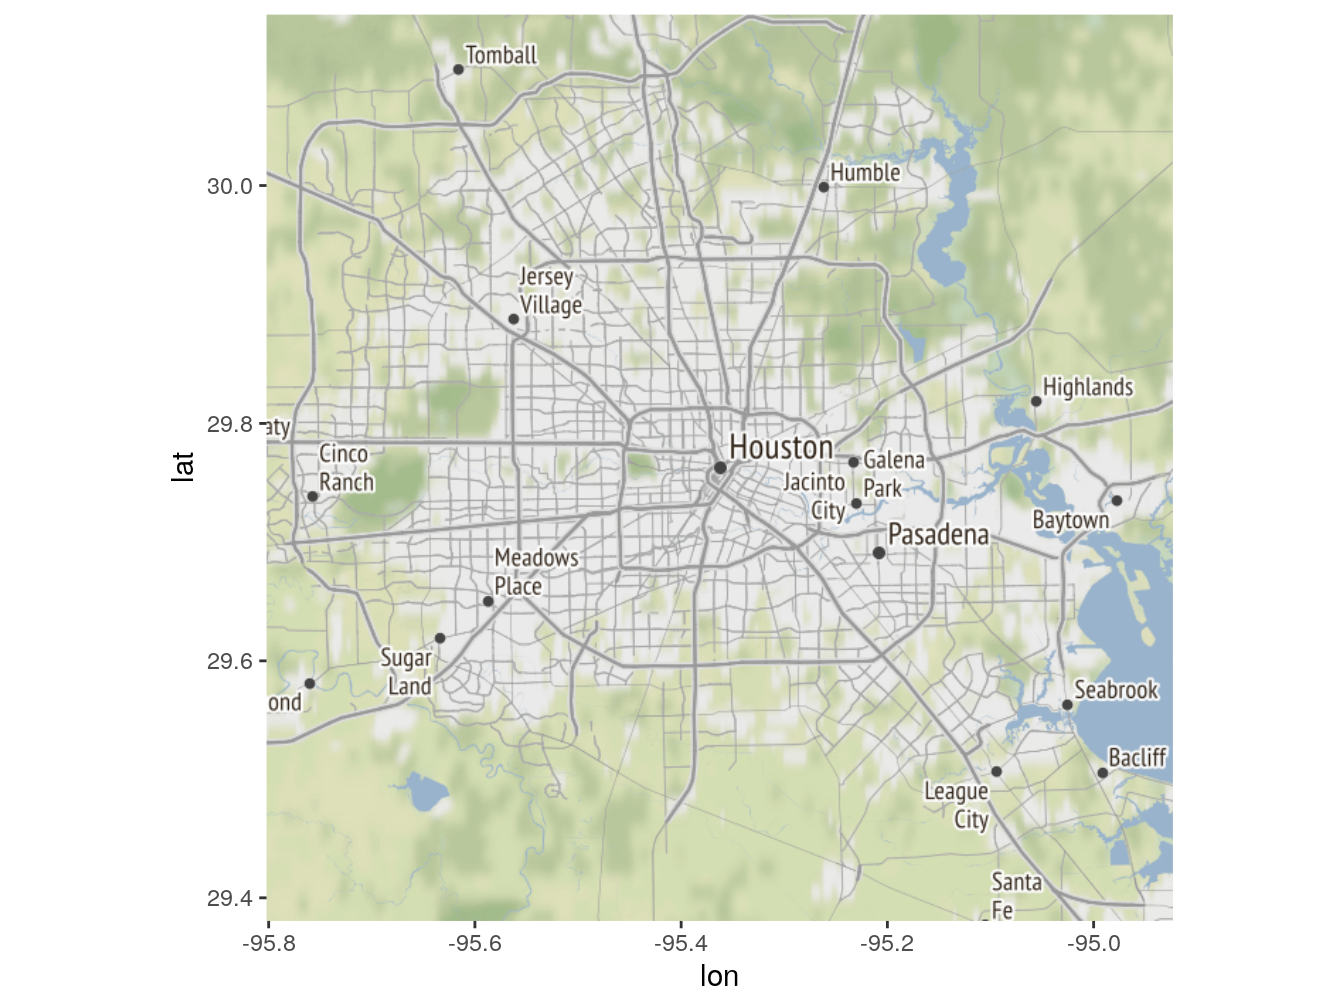 Tomball
Humble
30.0
Jersey
Village
Highlands
29.8
aty
Houston
Cinco
Ranch
Galena
Park
Jacinto
City
Baytown
Pasadena
Meadows
Place
29.6
Sugar
Land
ond
Seabrook
Bacliff
League
City
Santa
Fe
29.4
lat
-95.8
-95.6
-95.4
-95.2
-95.0
lon